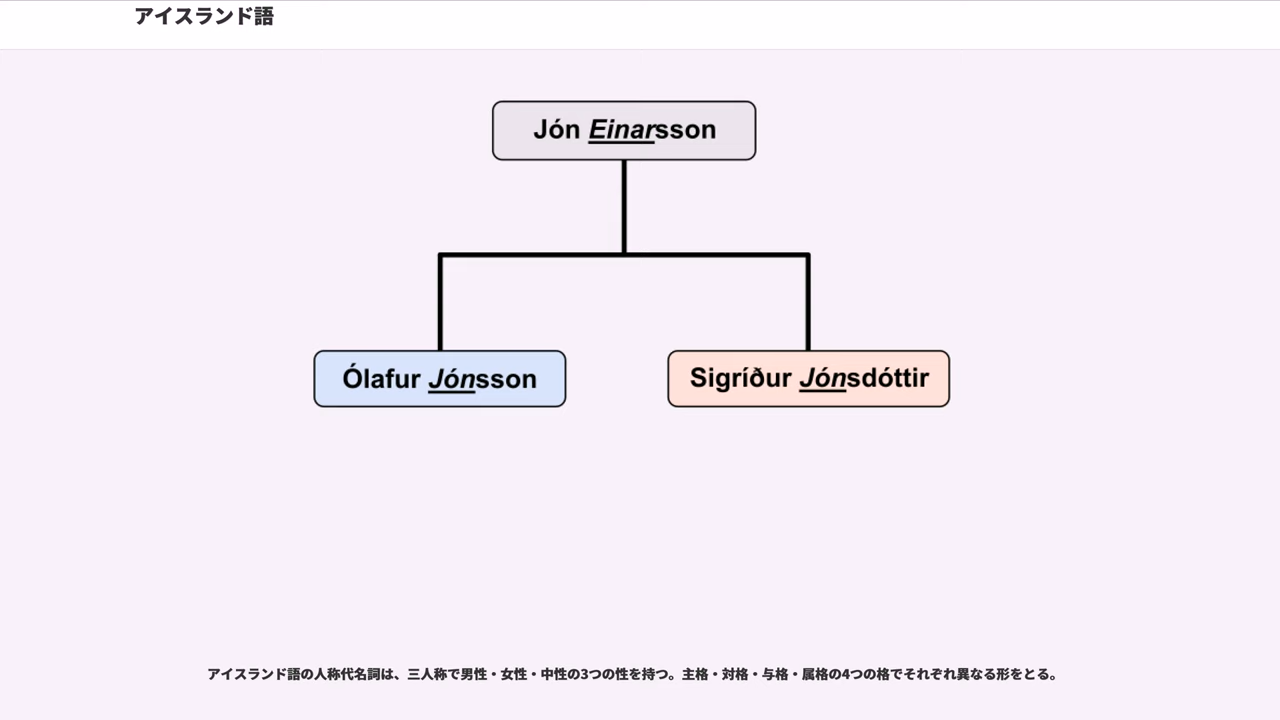 アイスランド語
Jón Einarsson
Ólafur Jónsson
Sigríður Jónsdóttir
アイスランド語の人称代名詞は、三人称で男性・女性・中性の3つの性を持つ。主格・対格・与格・属格の4つの格でそれぞれ異なる形をとる。